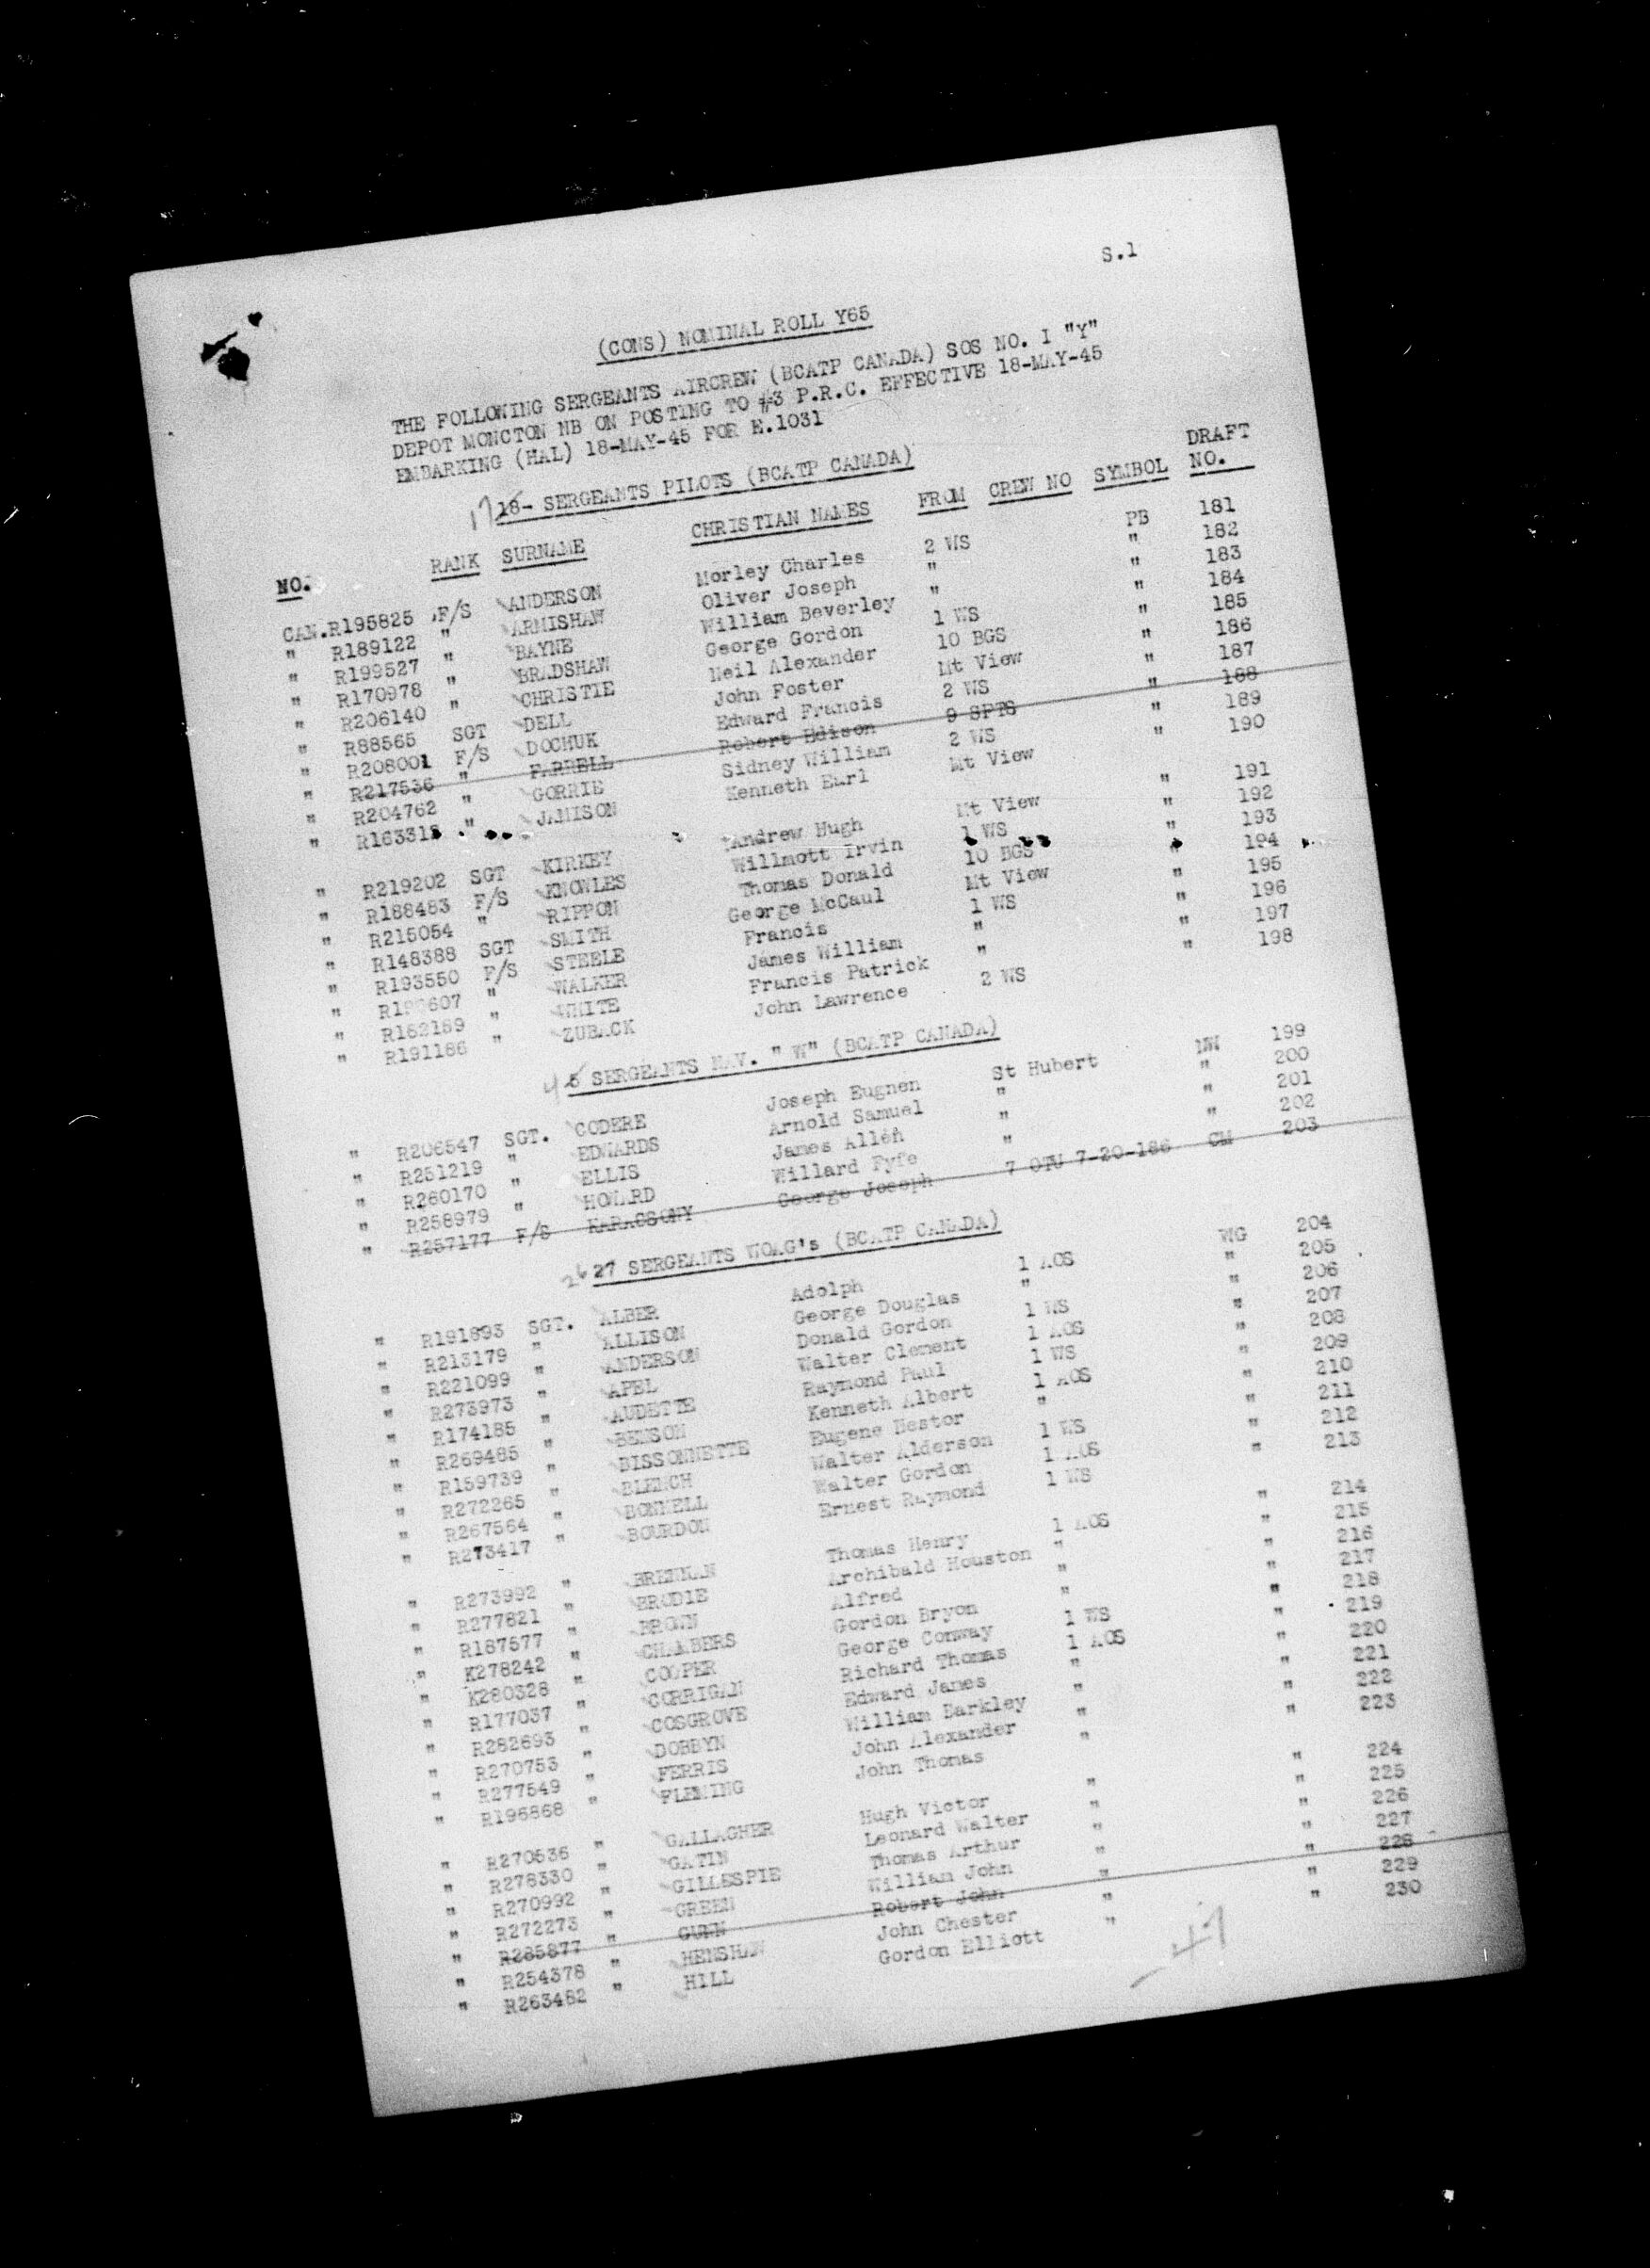 S.1
(CONS) NOMINAL ROLL Y65
THE FOLLOWING SERGEANTS AIRCREW (BCATP CANADA) SOS NO. I "Y"
DEPOT MONCTON NB ON POSTING TO #3 P.R.C. EFFECTIVE 18-MAY-45
EMBARKING (HAL) 18-MAY-45 FOR E.1031
17 18- SERGEANTS PILOTS (BCATP CANADA)
NO. RANK SURNAME CHRISTIAN NAMES FROM CREW NO SYMBOL DRAFT NO.
CAN.R195825 F/S ANDERSON Morley Charles 2 WS PB 181
" R189122 " ARMISHAW Oliver Joseph " " 182
" R199527 " BAYNE William Beverley " " 183
" R170978 " BRADSHAW George Gordon 1 WS " 184
" R206140 " CHRISTIE Neil Alexander 10 BGS " 185
" R88565 SGT DELL John Foster Mt View " 186
" R208001 F/S DOCHUK Edward Francis 2 WS " 187
" R217536 " FARRELL Robert Edison 9 SPTS " 188
" R204762 " GORRIE Sidney William 2 WS " 189
" R163318 " JAMISON Kenneth Earl Mt View " 190
" R219202 SGT KIRKEY Andrew Hugh Mt View " 191
" R188483 F/S KNOWLES Willmott Irvin 1 WS " 192
" R215054 " RIPPON Thomas Donald 10 BGS " 193
" R148388 SGT SMITH George McCaul Mt View " 194
" R193550 F/S STEELE Francis 1 WS " 195
" WALKER James William " " 196
" R182189 " WHITE Francis Patrick " " 197
" R191186 " ZUBACK John Lawrence 2 WS " 198
4 5 SERGEANTS NAV. " W" (BCATP CANADA)
" R206547 SGT. CODERE Joseph Eugnen St Hubert NW 199
" R251219 " EDWARDS Arnold Samuel " " 200
" R260170 " ELLIS James Allen " " 201
" R258979 " HOWARD Willard Fyfe " " 202
" R257177 F/S KARACSONY George Joseph 7 OTU 7-20-186 CM 203
26 27 SERGEANTS WOAG's (BCATP CANADA)
" R191893 SGT. ALBER Adolph 1 AOS WG 204
" R213179 " ALLISON George Douglas " " 205
" R221099 " ANDERSON Donald Gordon 1 WS " 206
" R273973 " APEL Walter Clement 1 AOS " 207
" R174185 " AUDETTE Raymond Paul 1 WS " 208
" R269485 " BENSON Kenneth Albert 1 AOS " 209
" R159739 " BISSONNETTE Eugene Nestor " " 210
" R272265 " BLENCH Walter Alderson 1 WS " 211
" R267564 " BONNELL Walter Gordon 1 AOS " 212
" R273417 " BOURDON Ernest Raymond 1 WS " 213
" R273992 " BRENNAN Thomas Henry 1 AOS " 214
" R277821 " BRODIE Archibald Houston " " 215
" R187577 " BROWN Alfred " " 216
" K278242 " CHAMBERS Gordon Bryon " " 217
" K280328 " COOPER George Conway 1 WS " 218
" R177037 " CORRIGAN Richard Thomas 1 AOS " 219
" R282693 " COSGROVE Edward James " " 220
" R270753 " DOBBYN William Barkley " " 221
" R277549 " FERRIS John Alexander " " 222
" R195868 " FLEMING John Thomas " " 223
" R270536 " GALLAGHER Hugh Victor " " 224
" R278330 " GATIN Leonard Walter " " 225
" R270992 " GILLESPIE Thomas Arthur " " 226
" R272273 " GREEN William John " " 227
" R285877 " GUNN Robert John " " 228
" R254378 " HENSHAW John Chester " " 229
" R263482 " HILL Gordon Elliott " " 230
47